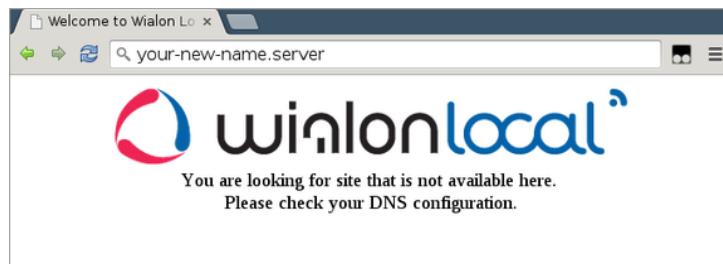 Welcome to Wialon Lo
your-new-name.server
wialonlocal
You are looking for site that is not available here.
Please check your DNS configuration.